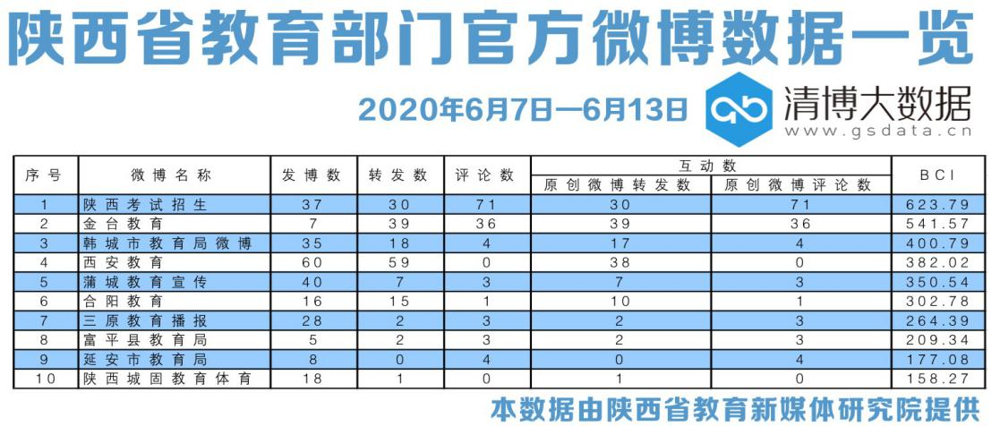 陕西省教育部门官方微博数据一览
2020年6月7日—6月13日
清博大数据
www.gsdata.cn
序号 微博名称 发博数 转发数 评论数 互动数 BCI
原创微博转发数 原创微博评论数
1 陕西考试招生 37 30 71 30 71 623.79
2 金台教育 7 39 36 39 36 541.57
3 韩城市教育局微博 35 18 4 17 4 400.79
4 西安教育 60 59 0 38 0 382.02
5 蒲城教育宣传 40 7 3 7 3 350.54
6 合阳教育 16 15 1 10 1 302.78
7 三原教育播报 28 2 3 2 3 264.39
8 富平县教育局 5 2 3 2 3 209.34
9 延安市教育局 8 0 4 0 4 177.08
10 陕西城固教育体育 18 1 0 1 0 158.27
本数据由陕西省教育新媒体研究院提供